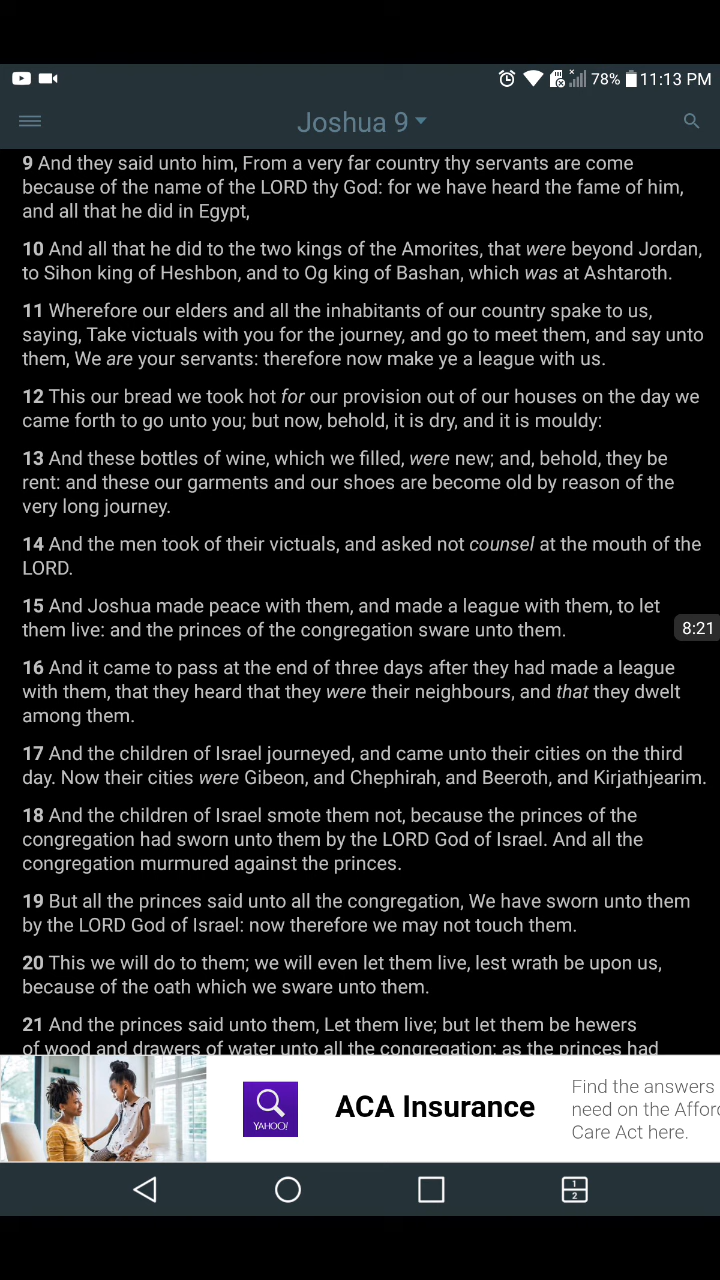 78% 11:13 PM
Joshua 9
9 And they said unto him, From a very far country thy servants are come
because of the name of the LORD thy God: for we have heard the fame of him,
and all that he did in Egypt,
10 And all that he did to the two kings of the Amorites, that were beyond Jordan,
to Sihon king of Heshbon, and to Og king of Bashan, which was at Ashtaroth.
11 Wherefore our elders and all the inhabitants of our country spake to us,
saying, Take victuals with you for the journey, and go to meet them, and say unto
them, We are your servants: therefore now make ye a league with us.
12 This our bread we took hot for our provision out of our houses on the day we
came forth to go unto you; but now, behold, it is dry, and it is mouldy:
13 And these bottles of wine, which we filled, were new; and, behold, they be
rent: and these our garments and our shoes are become old by reason of the
very long journey.
14 And the men took of their victuals, and asked not counsel at the mouth of the
LORD.
15 And Joshua made peace with them, and made a league with them, to let
them live: and the princes of the congregation sware unto them.
8:21
16 And it came to pass at the end of three days after they had made a league
with them, that they heard that they were their neighbours, and that they dwelt
among them.
17 And the children of Israel journeyed, and came unto their cities on the third
day. Now their cities were Gibeon, and Chephirah, and Beeroth, and Kirjathjearim.
18 And the children of Israel smote them not, because the princes of the
congregation had sworn unto them by the LORD God of Israel. And all the
congregation murmured against the princes.
19 But all the princes said unto all the congregation, We have sworn unto them
by the LORD God of Israel: now therefore we may not touch them.
20 This we will do to them; we will even let them live, lest wrath be upon us,
because of the oath which we sware unto them.
21 And the princes said unto them, Let them live; but let them be hewers
of wood and drawers of water unto all the congregation; as the princes had
YAHOO!
ACA Insurance
Find the answers
need on the Affor
Care Act here.
1
2